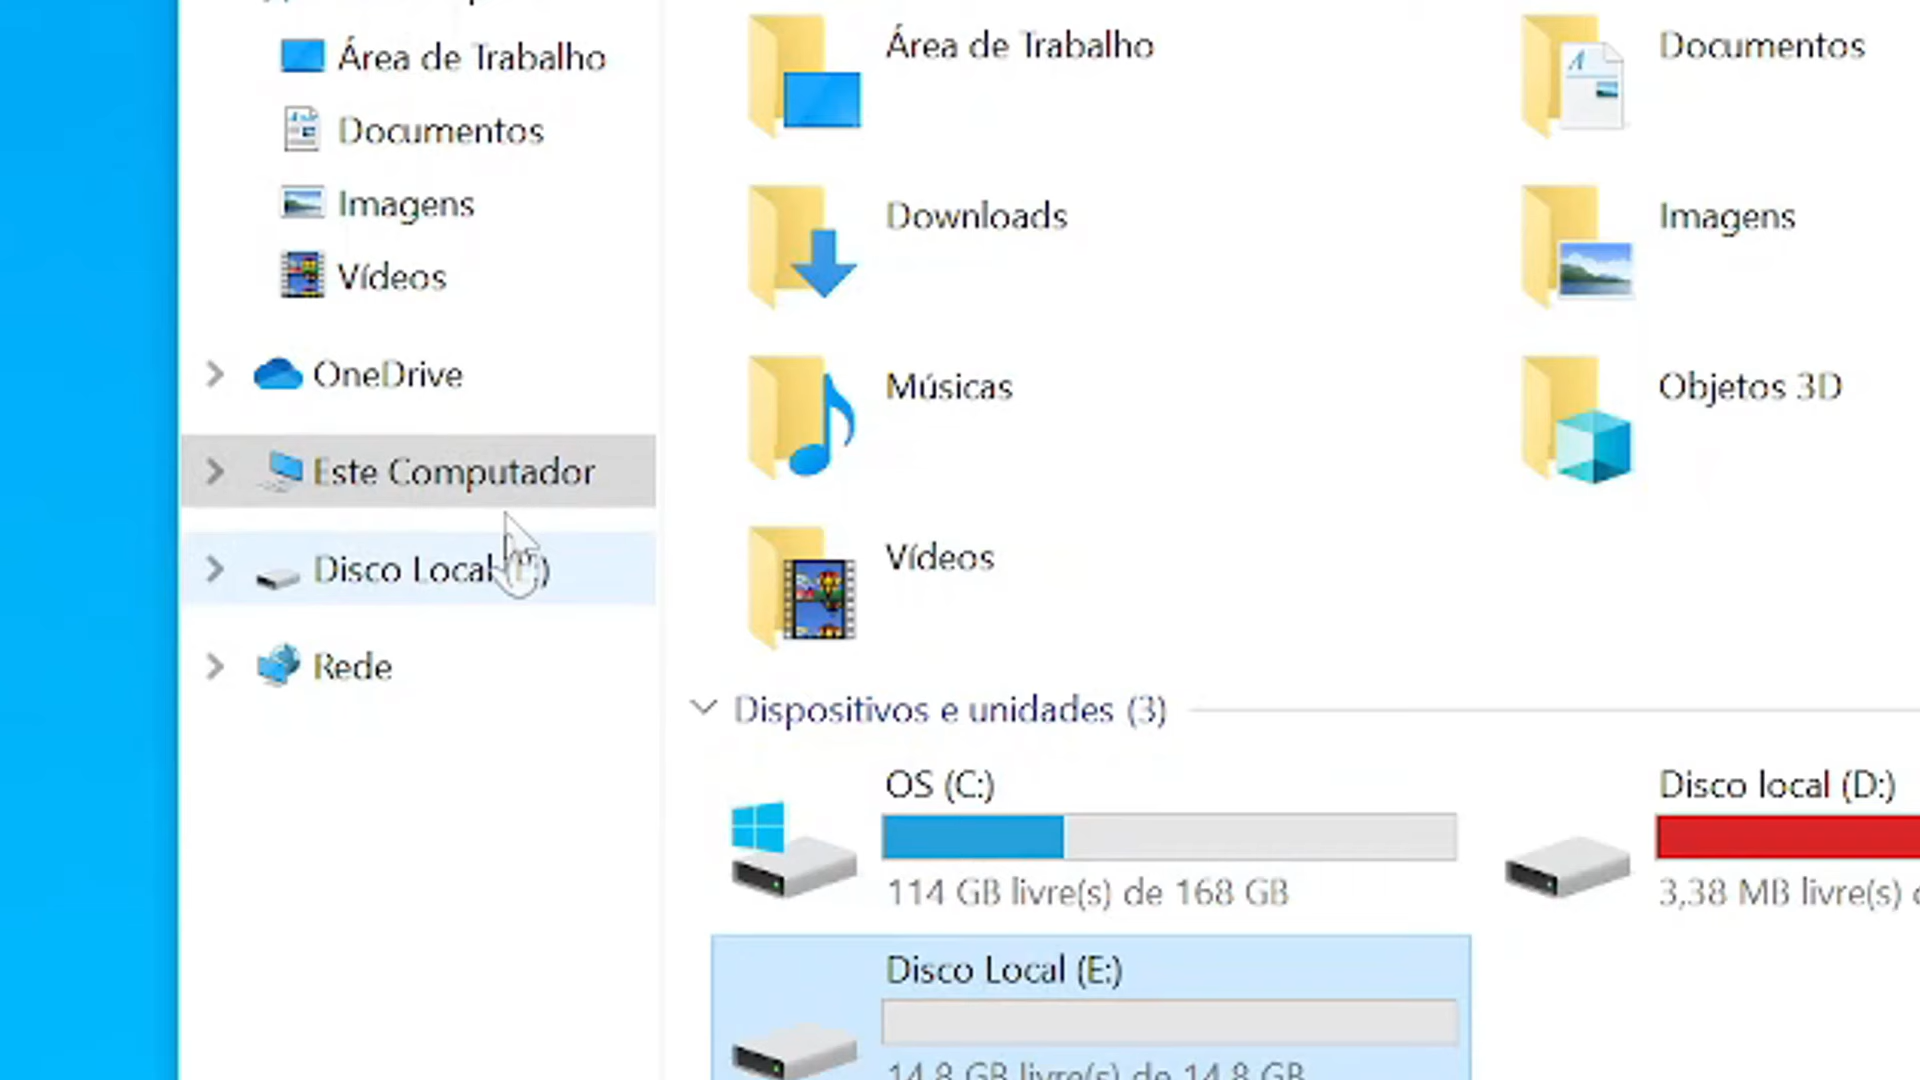 Área de Trabalho
Documentos
Imagens
Vídeos
OneDrive
Este Computador
Disco Local
Rede
Área de Trabalho
Documentos
Downloads
Imagens
Músicas
Objetos 3D
Vídeos
Dispositivos e unidades (3)
OS (C:)
114 GB livre(s) de 168 GB
Disco local (D:)
3,38 MB livre(s)
Disco Local (E:)
14,8 GB livre(s) de 14,8 GB